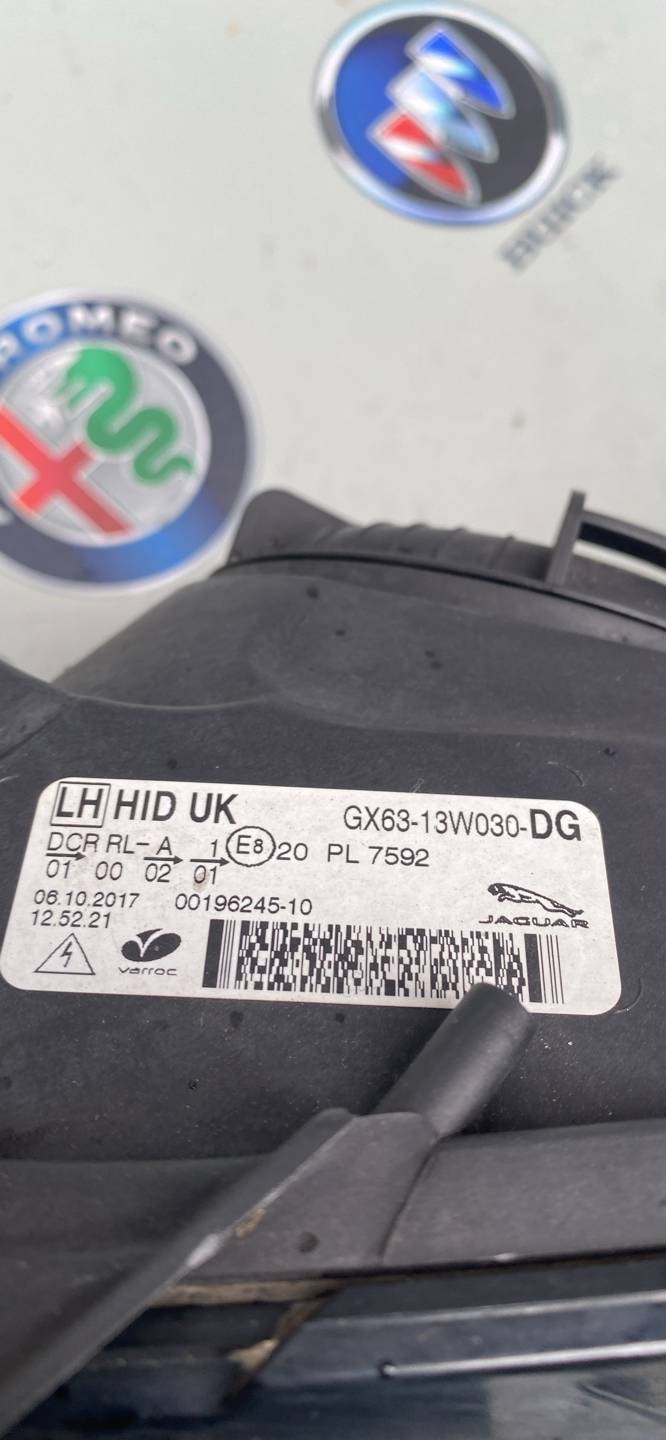 BUICK
ROMEO
LH HID UK GX63-13W030-DG
DCR RL- A 1 E8 20 PL 7592
01 00 02 01
06.10.2017 00196245-10
12.52.21
JAGUAR
varroc